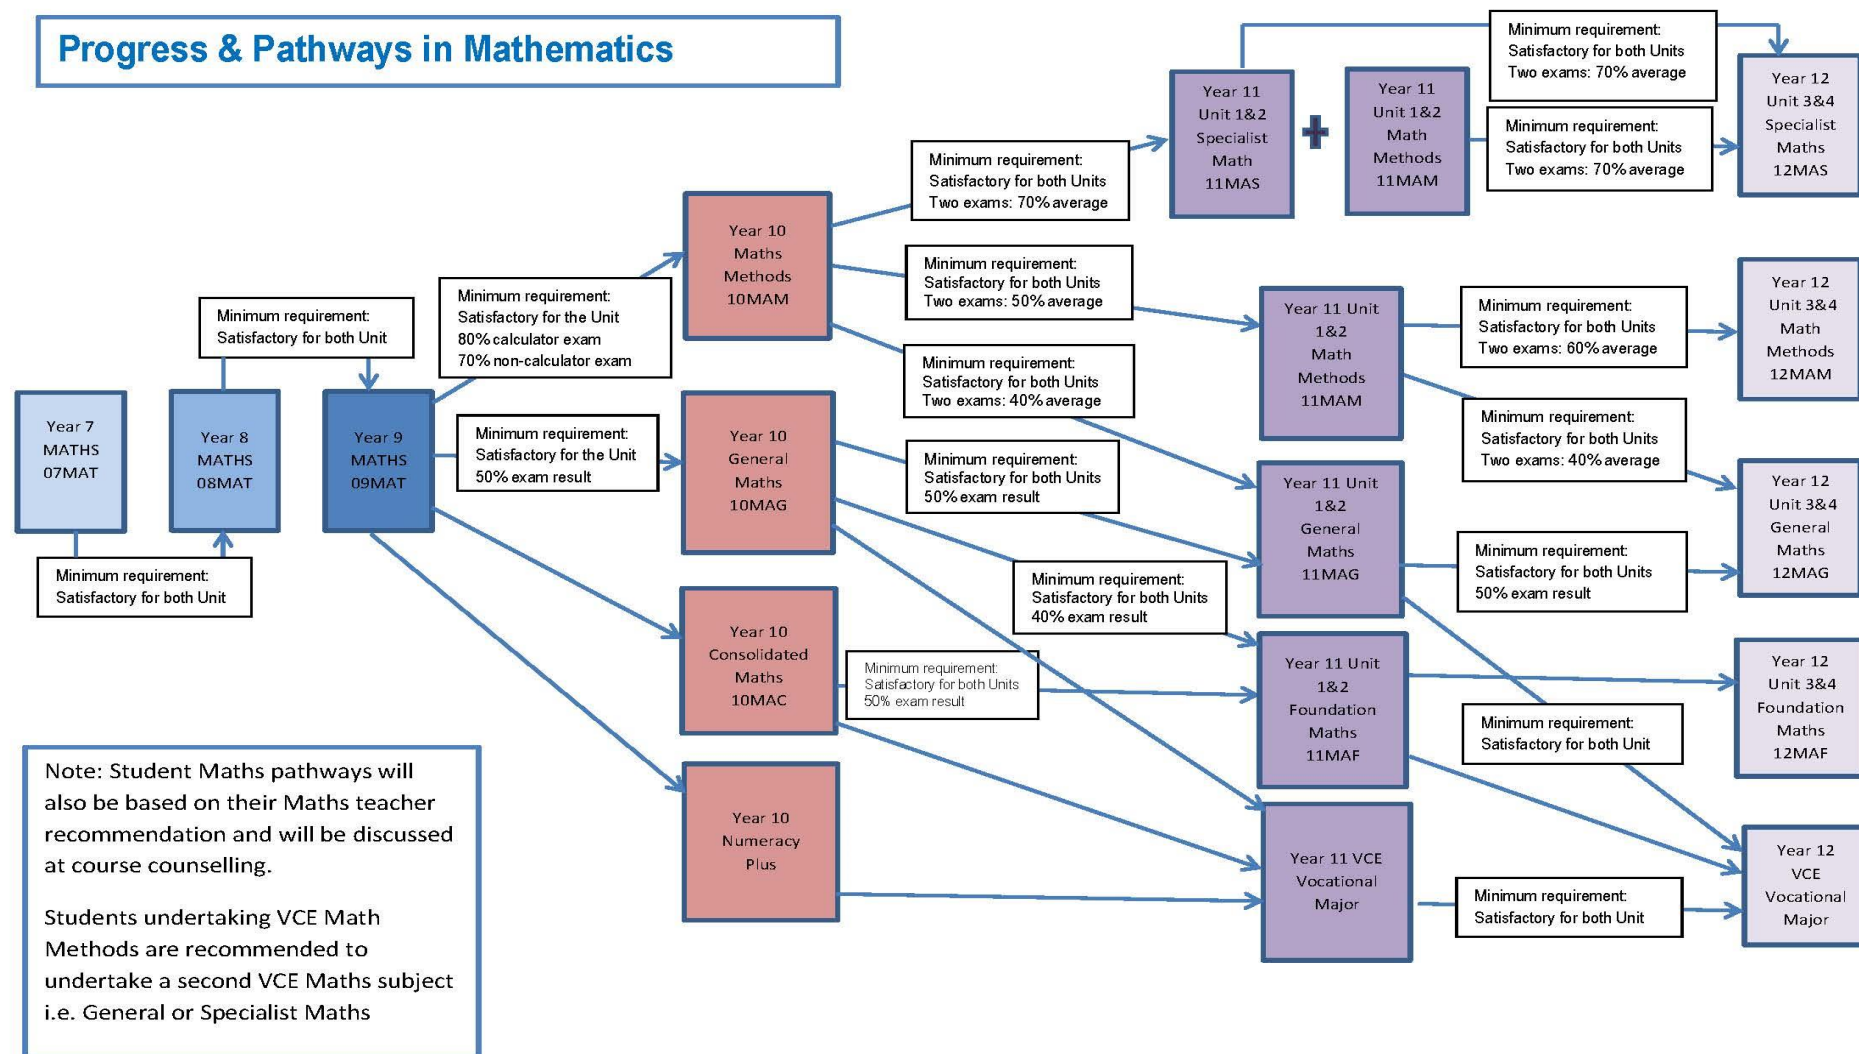 Progress & Pathways in Mathematics
Year 7
MATHS
07MAT
Minimum requirement:
Satisfactory for both Unit
Year 8
MATHS
08MAT
Minimum requirement:
Satisfactory for both Unit
Year 9
MATHS
09MAT
Minimum requirement:
Satisfactory for the Unit
80% calculator exam
70% non-calculator exam
Minimum requirement:
Satisfactory for the Unit
50% exam result
Year 10
Maths
Methods
10MAM
Year 10
General
Maths
10MAG
Year 10
Consolidated
Maths
10MAC
Year 10
Numeracy
Plus
Minimum requirement:
Satisfactory for both Units
Two exams: 70% average
Minimum requirement:
Satisfactory for both Units
Two exams: 50% average
Minimum requirement:
Satisfactory for both Units
Two exams: 40% average
Minimum requirement:
Satisfactory for both Units
50% exam result
Minimum requirement:
Satisfactory for both Units
40% exam result
Minimum requirement:
Satisfactory for both Units
50% exam result
Year 11
Unit 1&2
Specialist
Math
11MAS
+
Year 11
Unit 1&2
Math
Methods
11MAM
Year 11 Unit
1&2
Math
Methods
11MAM
Year 11 Unit
1&2
General
Maths
11MAG
Year 11 Unit
1&2
Foundation
Maths
11MAF
Year 11 VCE
Vocational
Major
Minimum requirement:
Satisfactory for both Units
Two exams: 70% average
Minimum requirement:
Satisfactory for both Units
Two exams: 70% average
Minimum requirement:
Satisfactory for both Units
Two exams: 60% average
Minimum requirement:
Satisfactory for both Units
Two exams: 40% average
Minimum requirement:
Satisfactory for both Units
50% exam result
Minimum requirement:
Satisfactory for both Unit
Minimum requirement:
Satisfactory for both Unit
Year 12
Unit 3&4
Specialist
Maths
12MAS
Year 12
Unit 3&4
Math
Methods
12MAM
Year 12
Unit 3&4
General
Maths
12MAG
Year 12
Unit 3&4
Foundation
Maths
12MAF
Year 12
VCE
Vocational
Major
Note: Student Maths pathways will
also be based on their Maths teacher
recommendation and will be discussed
at course counselling.
Students undertaking VCE Math
Methods are recommended to
undertake a second VCE Maths subject
i.e. General or Specialist Maths